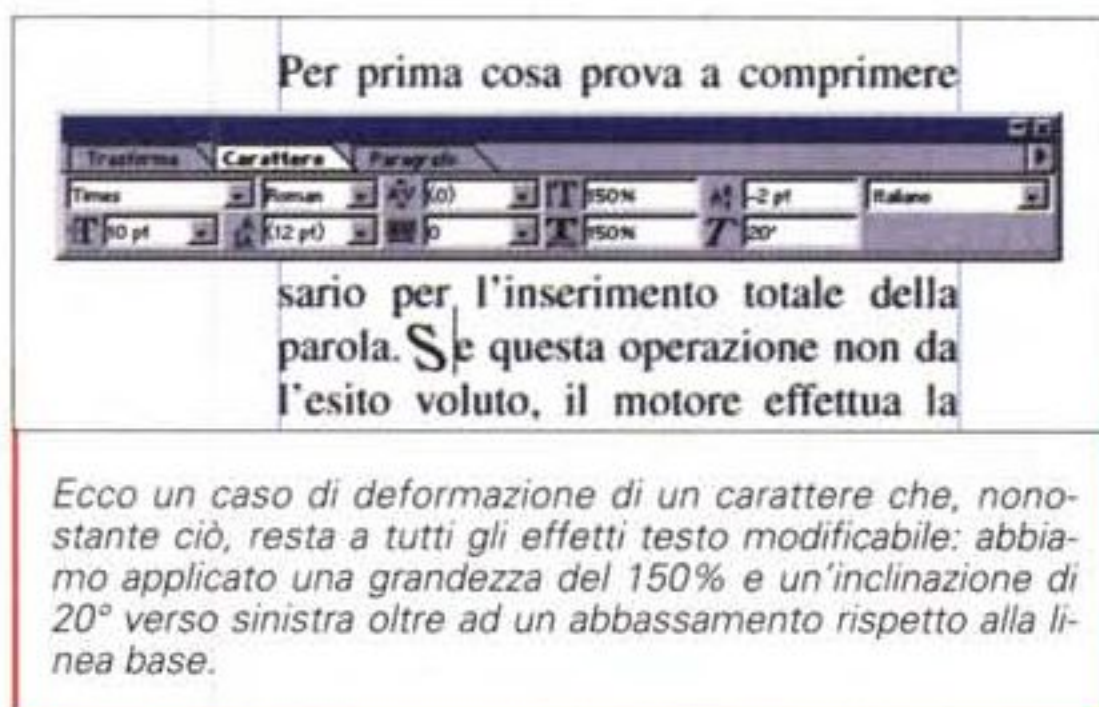 Per prima cosa prova a comprimere
Trasforma Carattere Paragrafo
Times Roman (0) 150% -2 pt Italiano
10 pt (12 pt) 0 150% 20°
sario per l'inserimento totale della
parola. Se questa operazione non da
l'esito voluto, il motore effettua la
Ecco un caso di deformazione di un carattere che, nono-
stante ciò, resta a tutti gli effetti testo modificabile: abbia-
mo applicato una grandezza del 150% e un'inclinazione di
20° verso sinistra oltre ad un abbassamento rispetto alla li-
nea base.